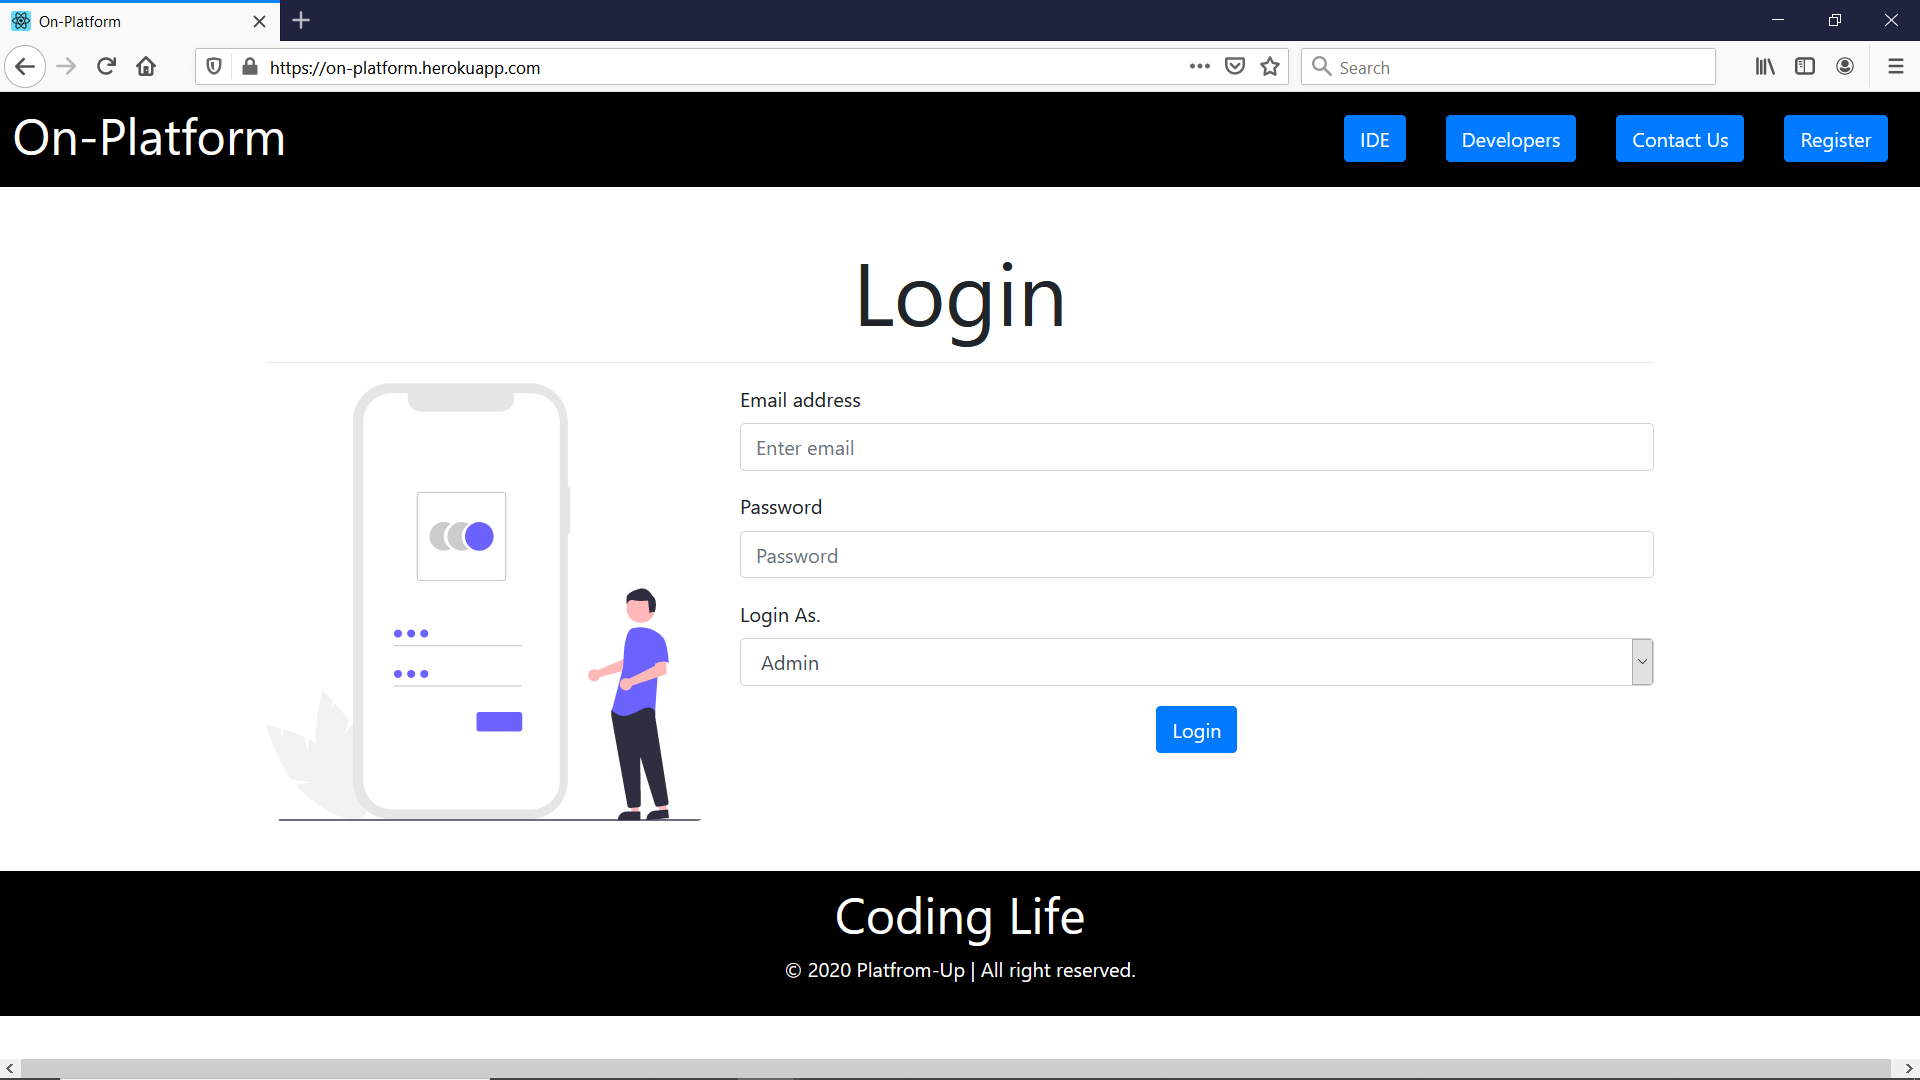 On-Platform
https://on-platform.herokuapp.com
Search
On-Platform
IDE
Developers
Contact Us
Register
Login
Email address
Enter email
Password
Password
Login As.
Admin
Login
Coding Life
© 2020 Platfrom-Up | All right reserved.